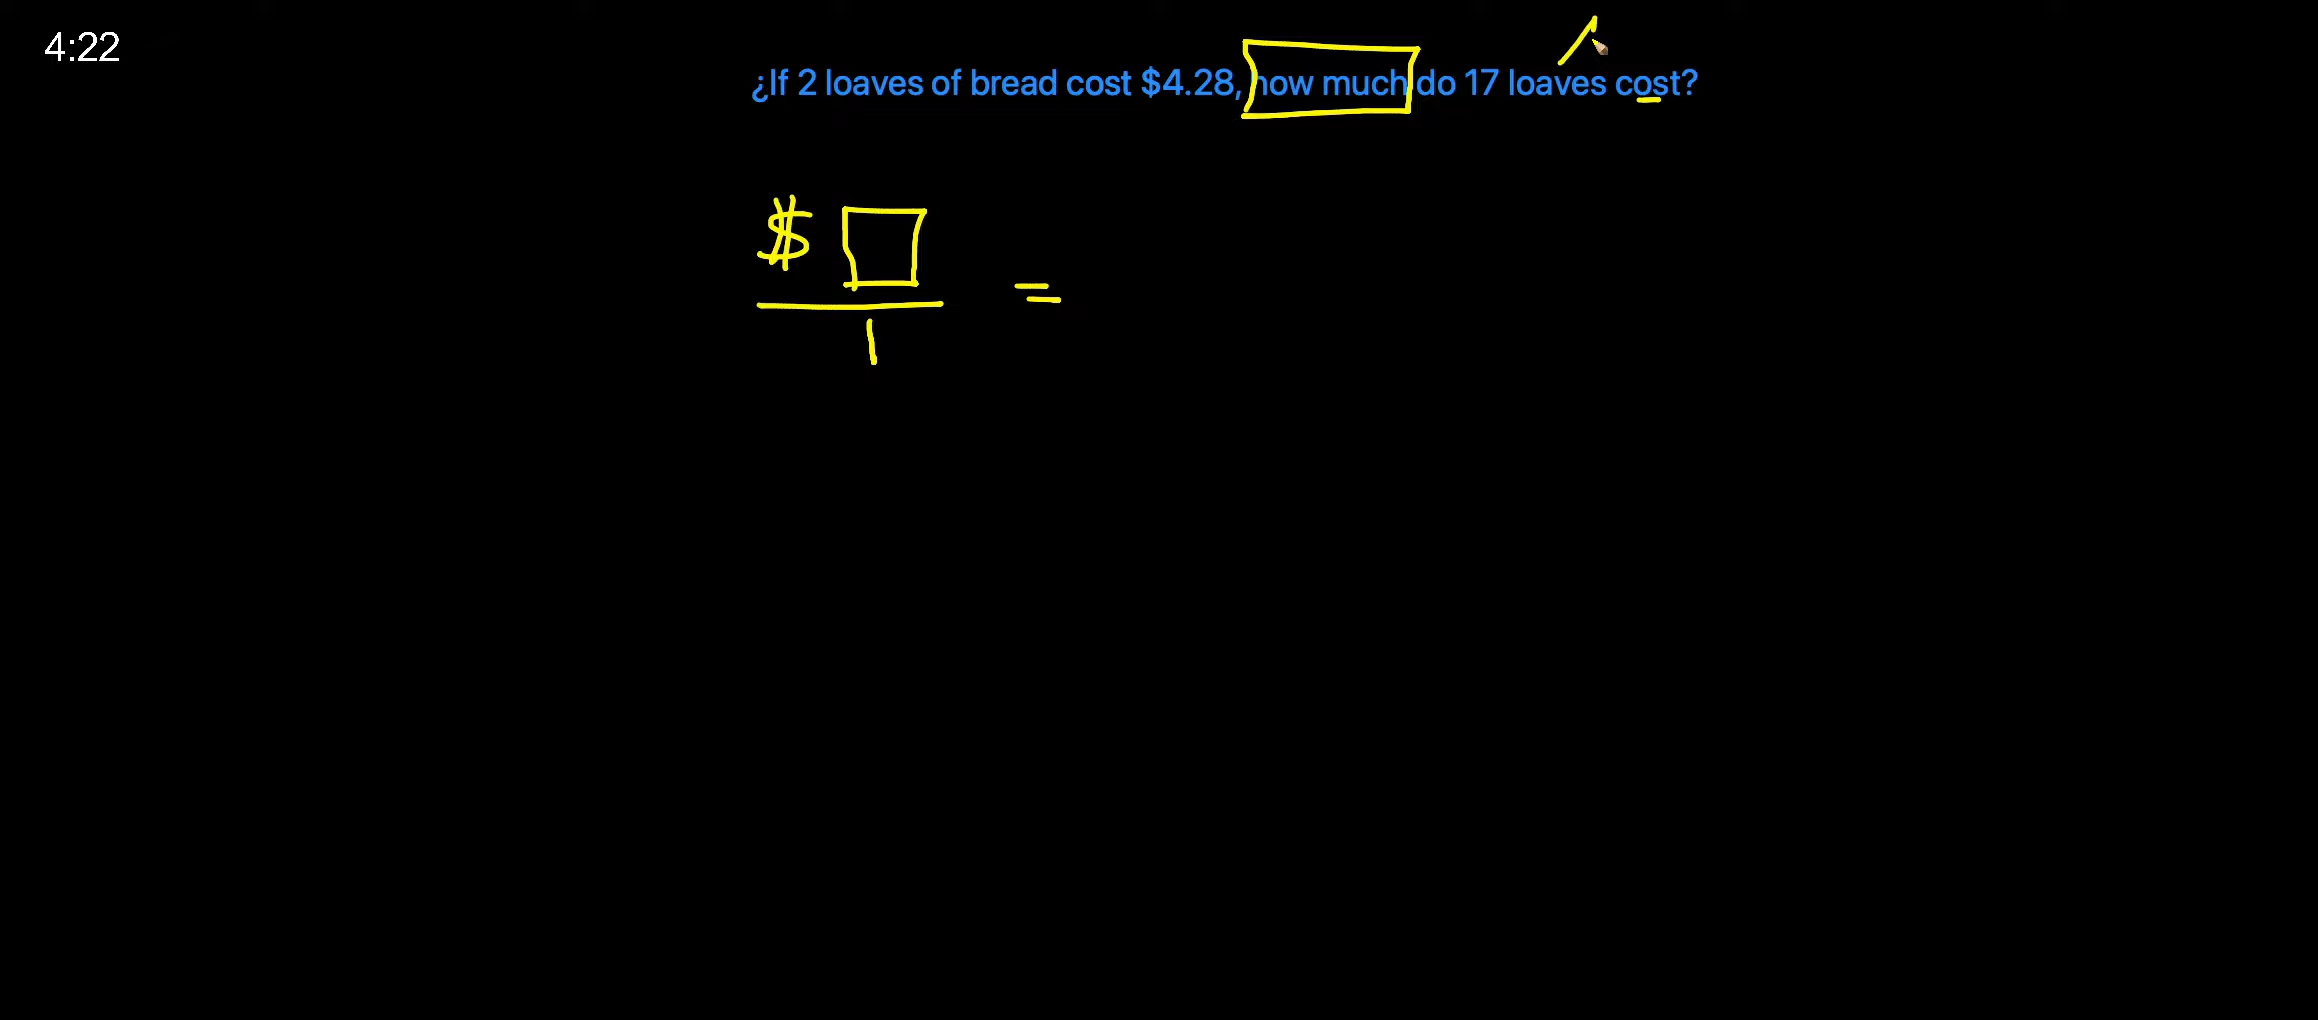 4:22
¿If 2 loaves of bread cost $4.28, how much do 17 loaves cost?
$ =
1